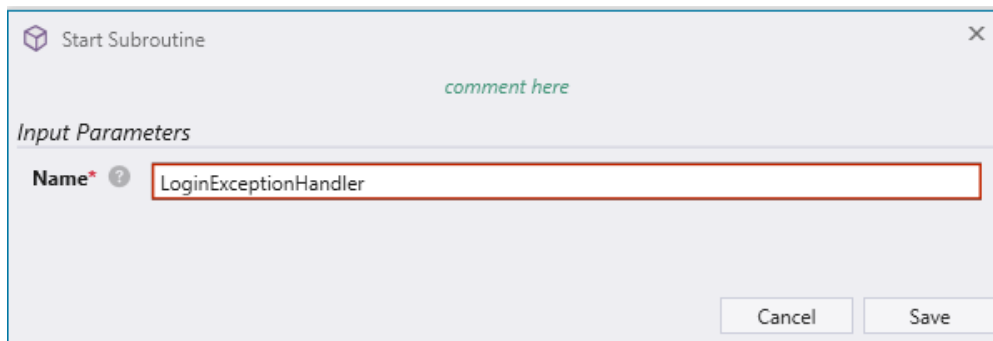 Start Subroutine
comment here
Input Parameters
Name*
LoginExceptionHandler
Cancel Save